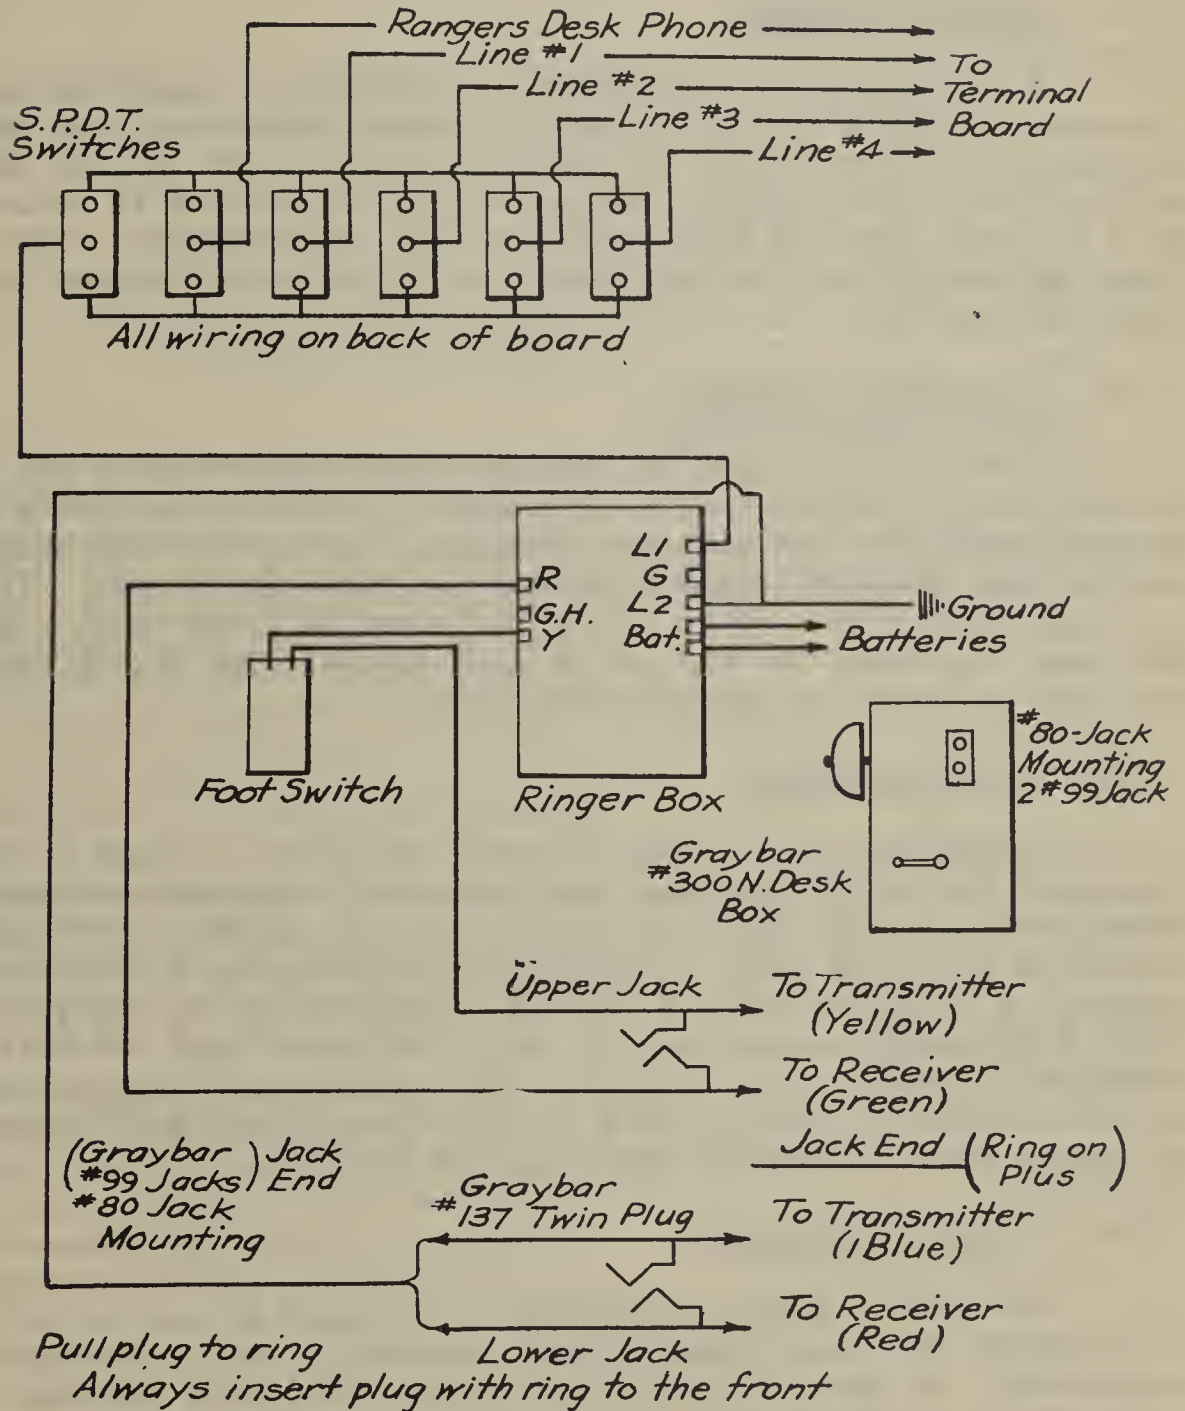 Rangers Desk Phone
Line #1
Line #2
Line #3
Line #4
To
Terminal
Board
S.P.D.T.
Switches
All wiring on back of board
L1
G
L2
Bat.
R
G.H.
Y
Ground
Batteries
Foot Switch
Ringer Box
#80-Jack
Mounting
2 #99 Jack
Graybar
#300 N. Desk
Box
Upper Jack
To Transmitter
(Yellow)
To Receiver
(Green)
(Graybar
#99 Jacks)
Jack
End
#80 Jack
Mounting
Jack End
(Ring on
Plus)
Graybar
#137 Twin Plug
To Transmitter
(1 Blue)
To Receiver
(Red)
Lower Jack
Pull plug to ring
Always insert plug with ring to the front